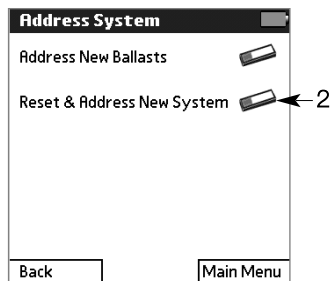 Address System
Address New Ballasts
Reset & Address New System
2
Back
Main Menu